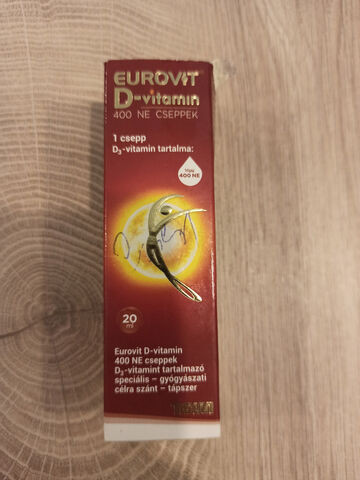 EUROVIT
D-vitamin
400 NE CSEPPEK
1 csepp
D₃-vitamin tartalma:
400 NE
20
ml
Eurovit D-vitamin
400 NE cseppek
D₃-vitamint tartalmazó
speciális – gyógyászati
célra szánt – tápszer